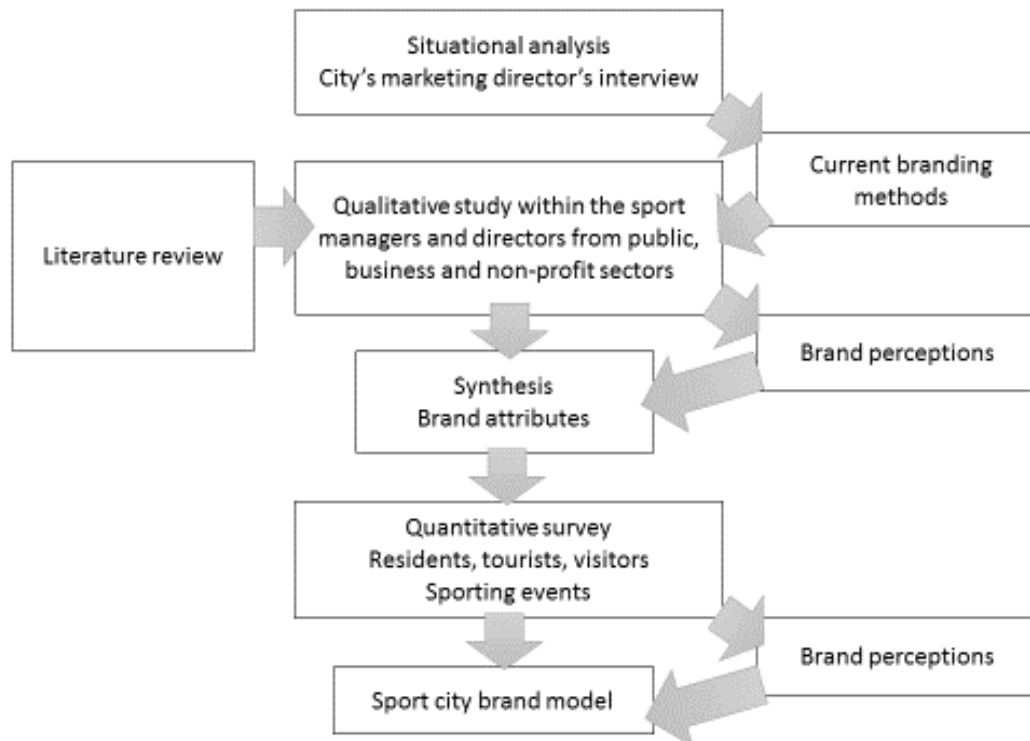 Situational analysis
City's marketing director's interview
Current branding
methods
Literature review
Qualitative study within the sport
managers and directors from public,
business and non-profit sectors
Brand perceptions
Synthesis
Brand attributes
Quantitative survey
Residents, tourists, visitors
Sporting events
Brand perceptions
Sport city brand model